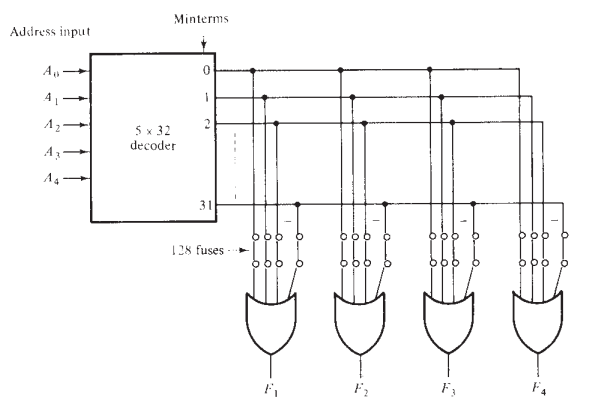 Minterms
Address input
A0
A1
A2
A3
A4
5 × 32
decoder
0
1
2
31
128 fuses
F1
F2
F3
F4